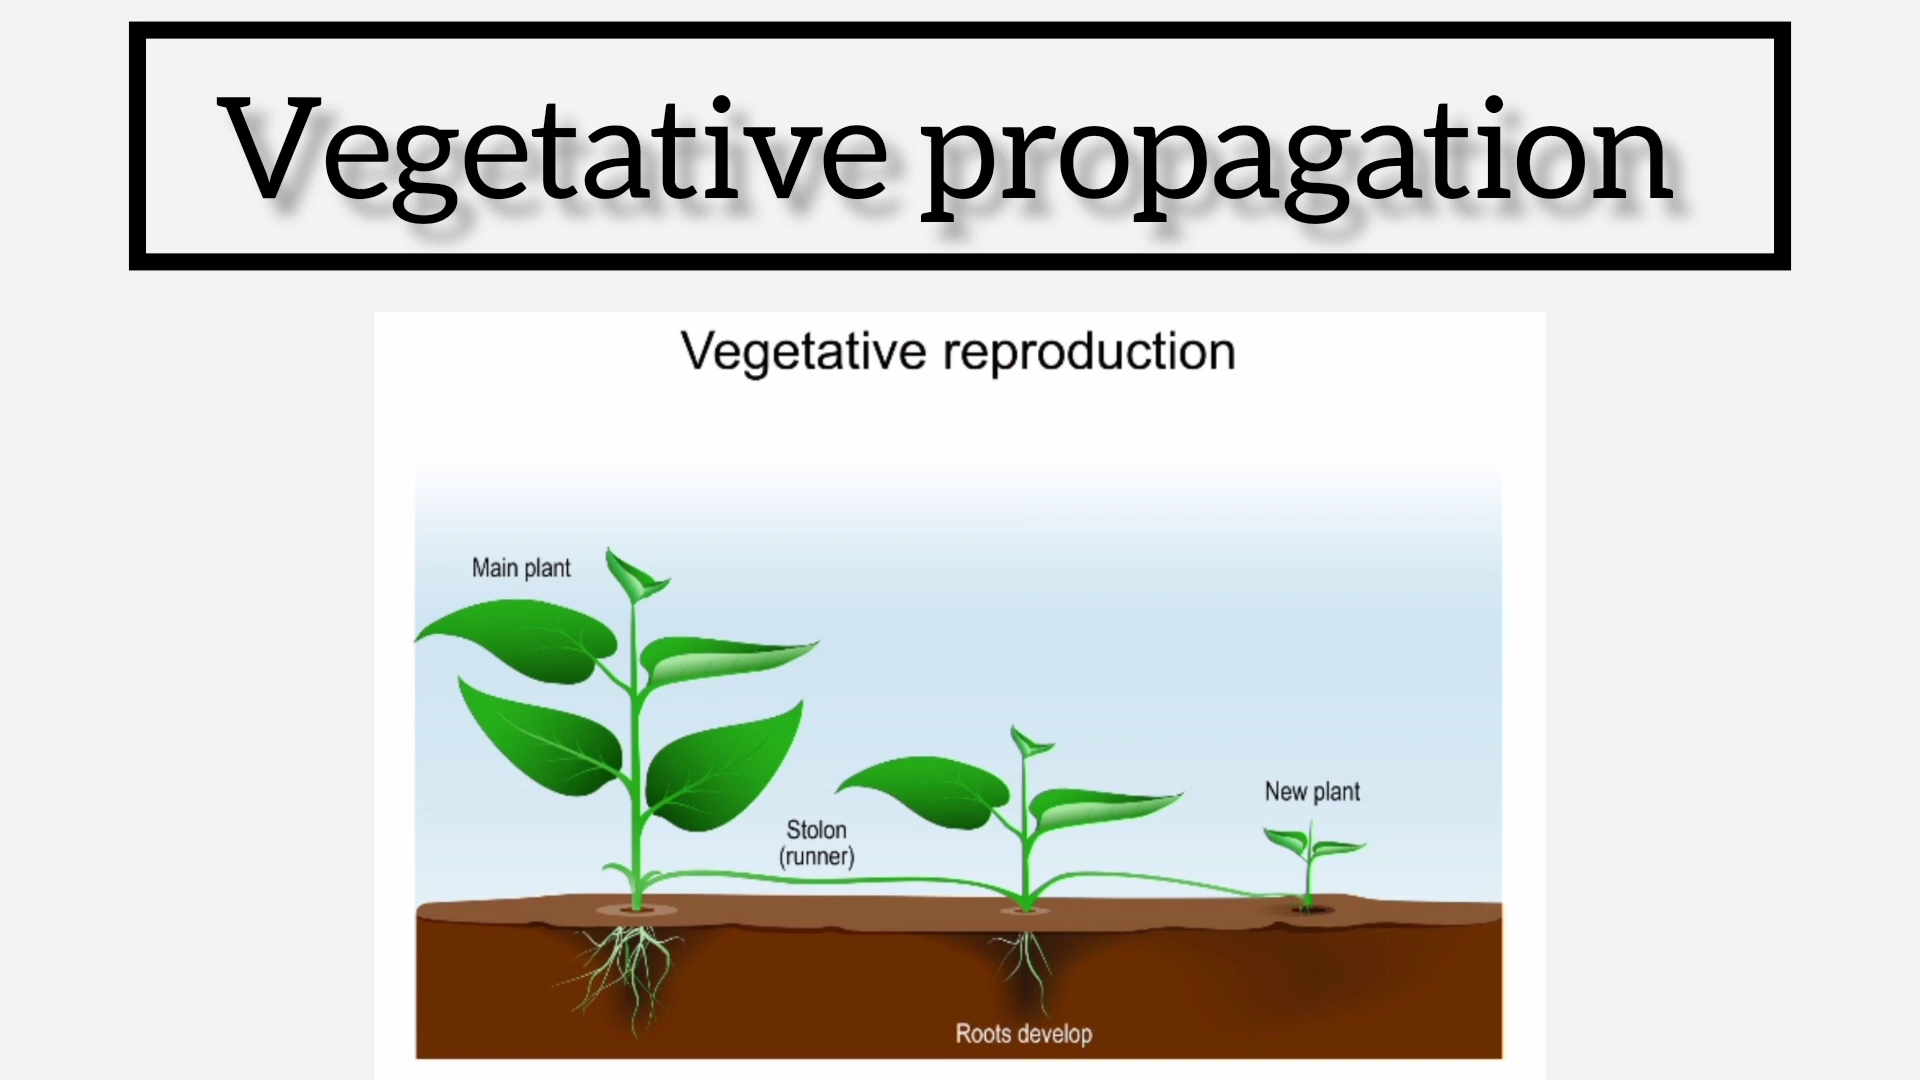 Vegetative propagation
Vegetative reproduction
Main plant
Stolon
(runner)
New plant
Roots develop